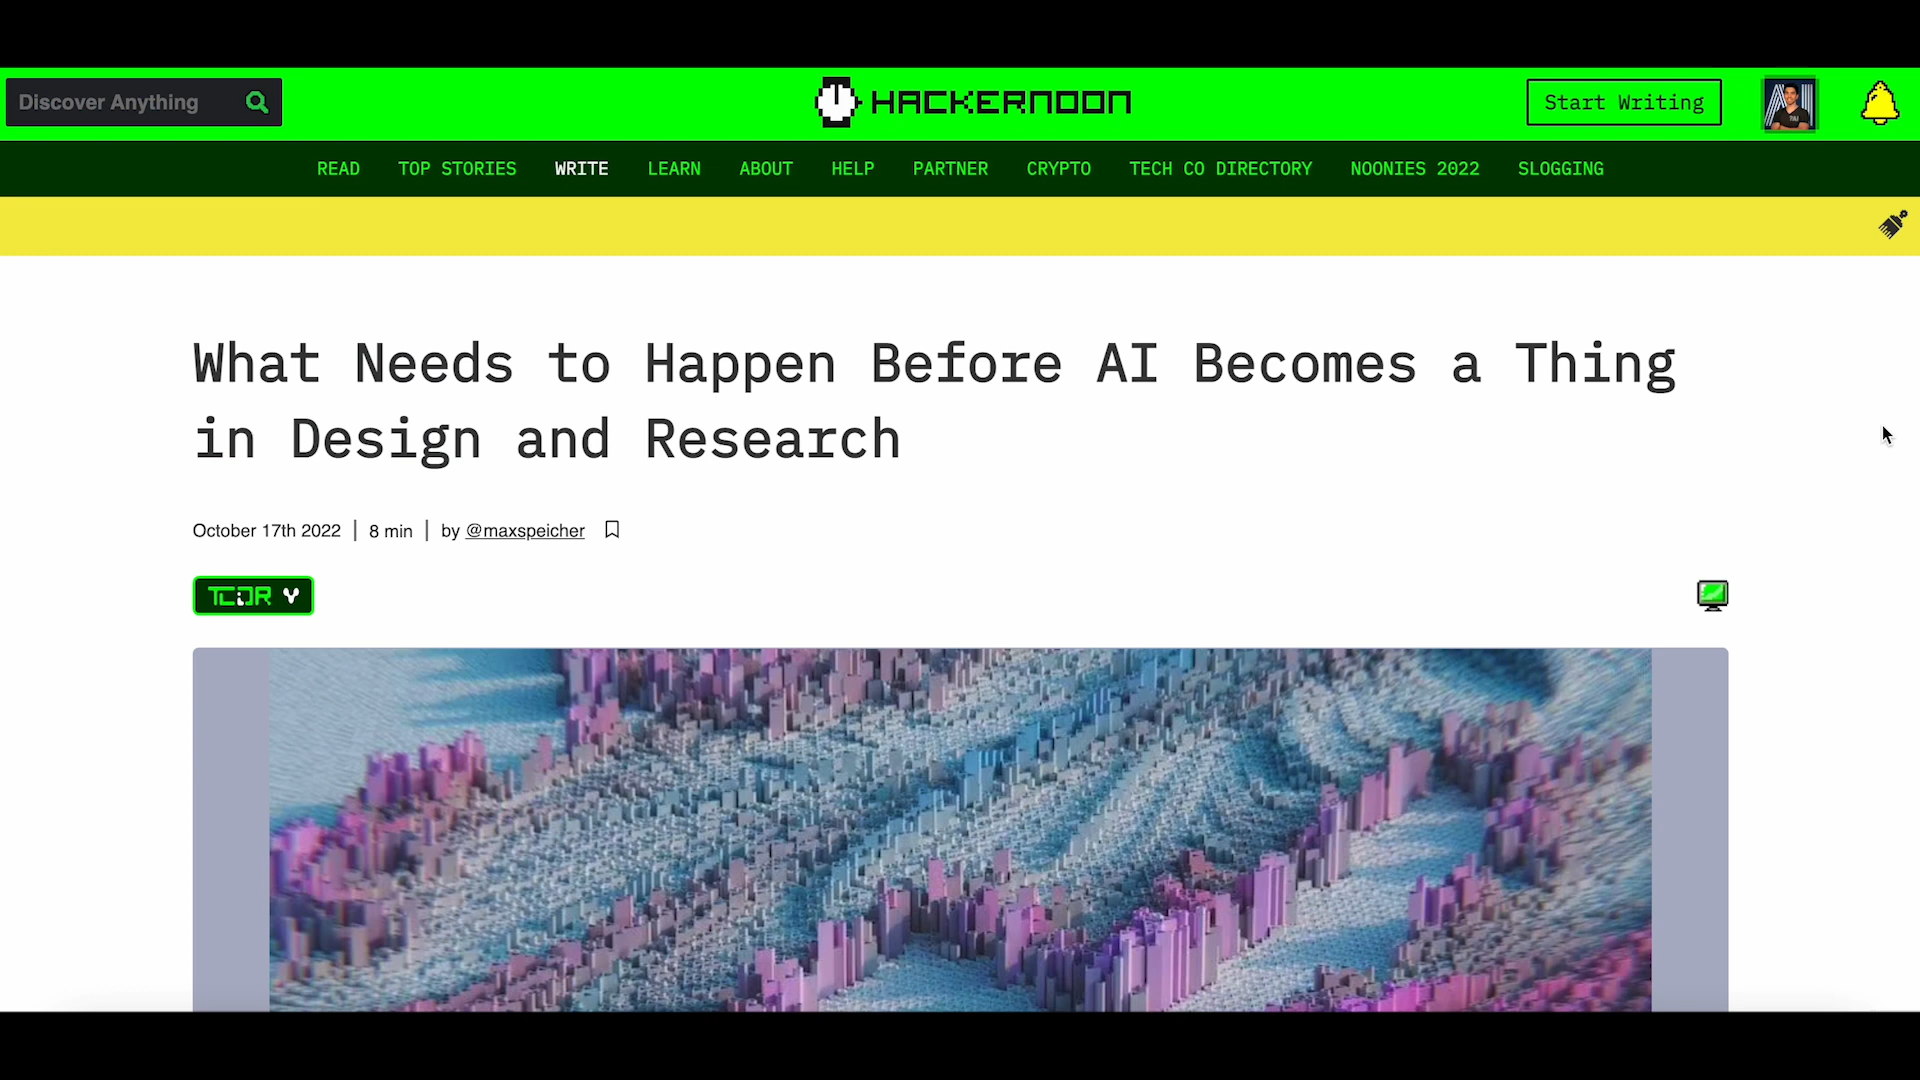 Discover Anything
HACKERNOON
Start Writing
READ TOP STORIES WRITE LEARN ABOUT HELP PARTNER CRYPTO TECH CO DIRECTORY NOONIES 2022 SLOGGING
What Needs to Happen Before AI Becomes a Thing
in Design and Research
October 17th 2022 | 8 min | by @maxspeicher
TL;DR